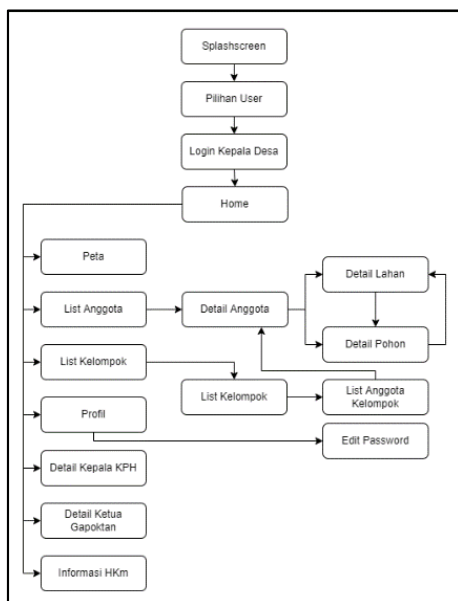 Splashscreen
Pilihan User
Login Kepala Desa
Home
Peta
List Anggota
Detail Anggota
Detail Lahan
Detail Pohon
List Kelompok
List Kelompok
List Anggota
Kelompok
Profil
Edit Password
Detail Kepala KPH
Detail Ketua
Gapoktan
Informasi HKm